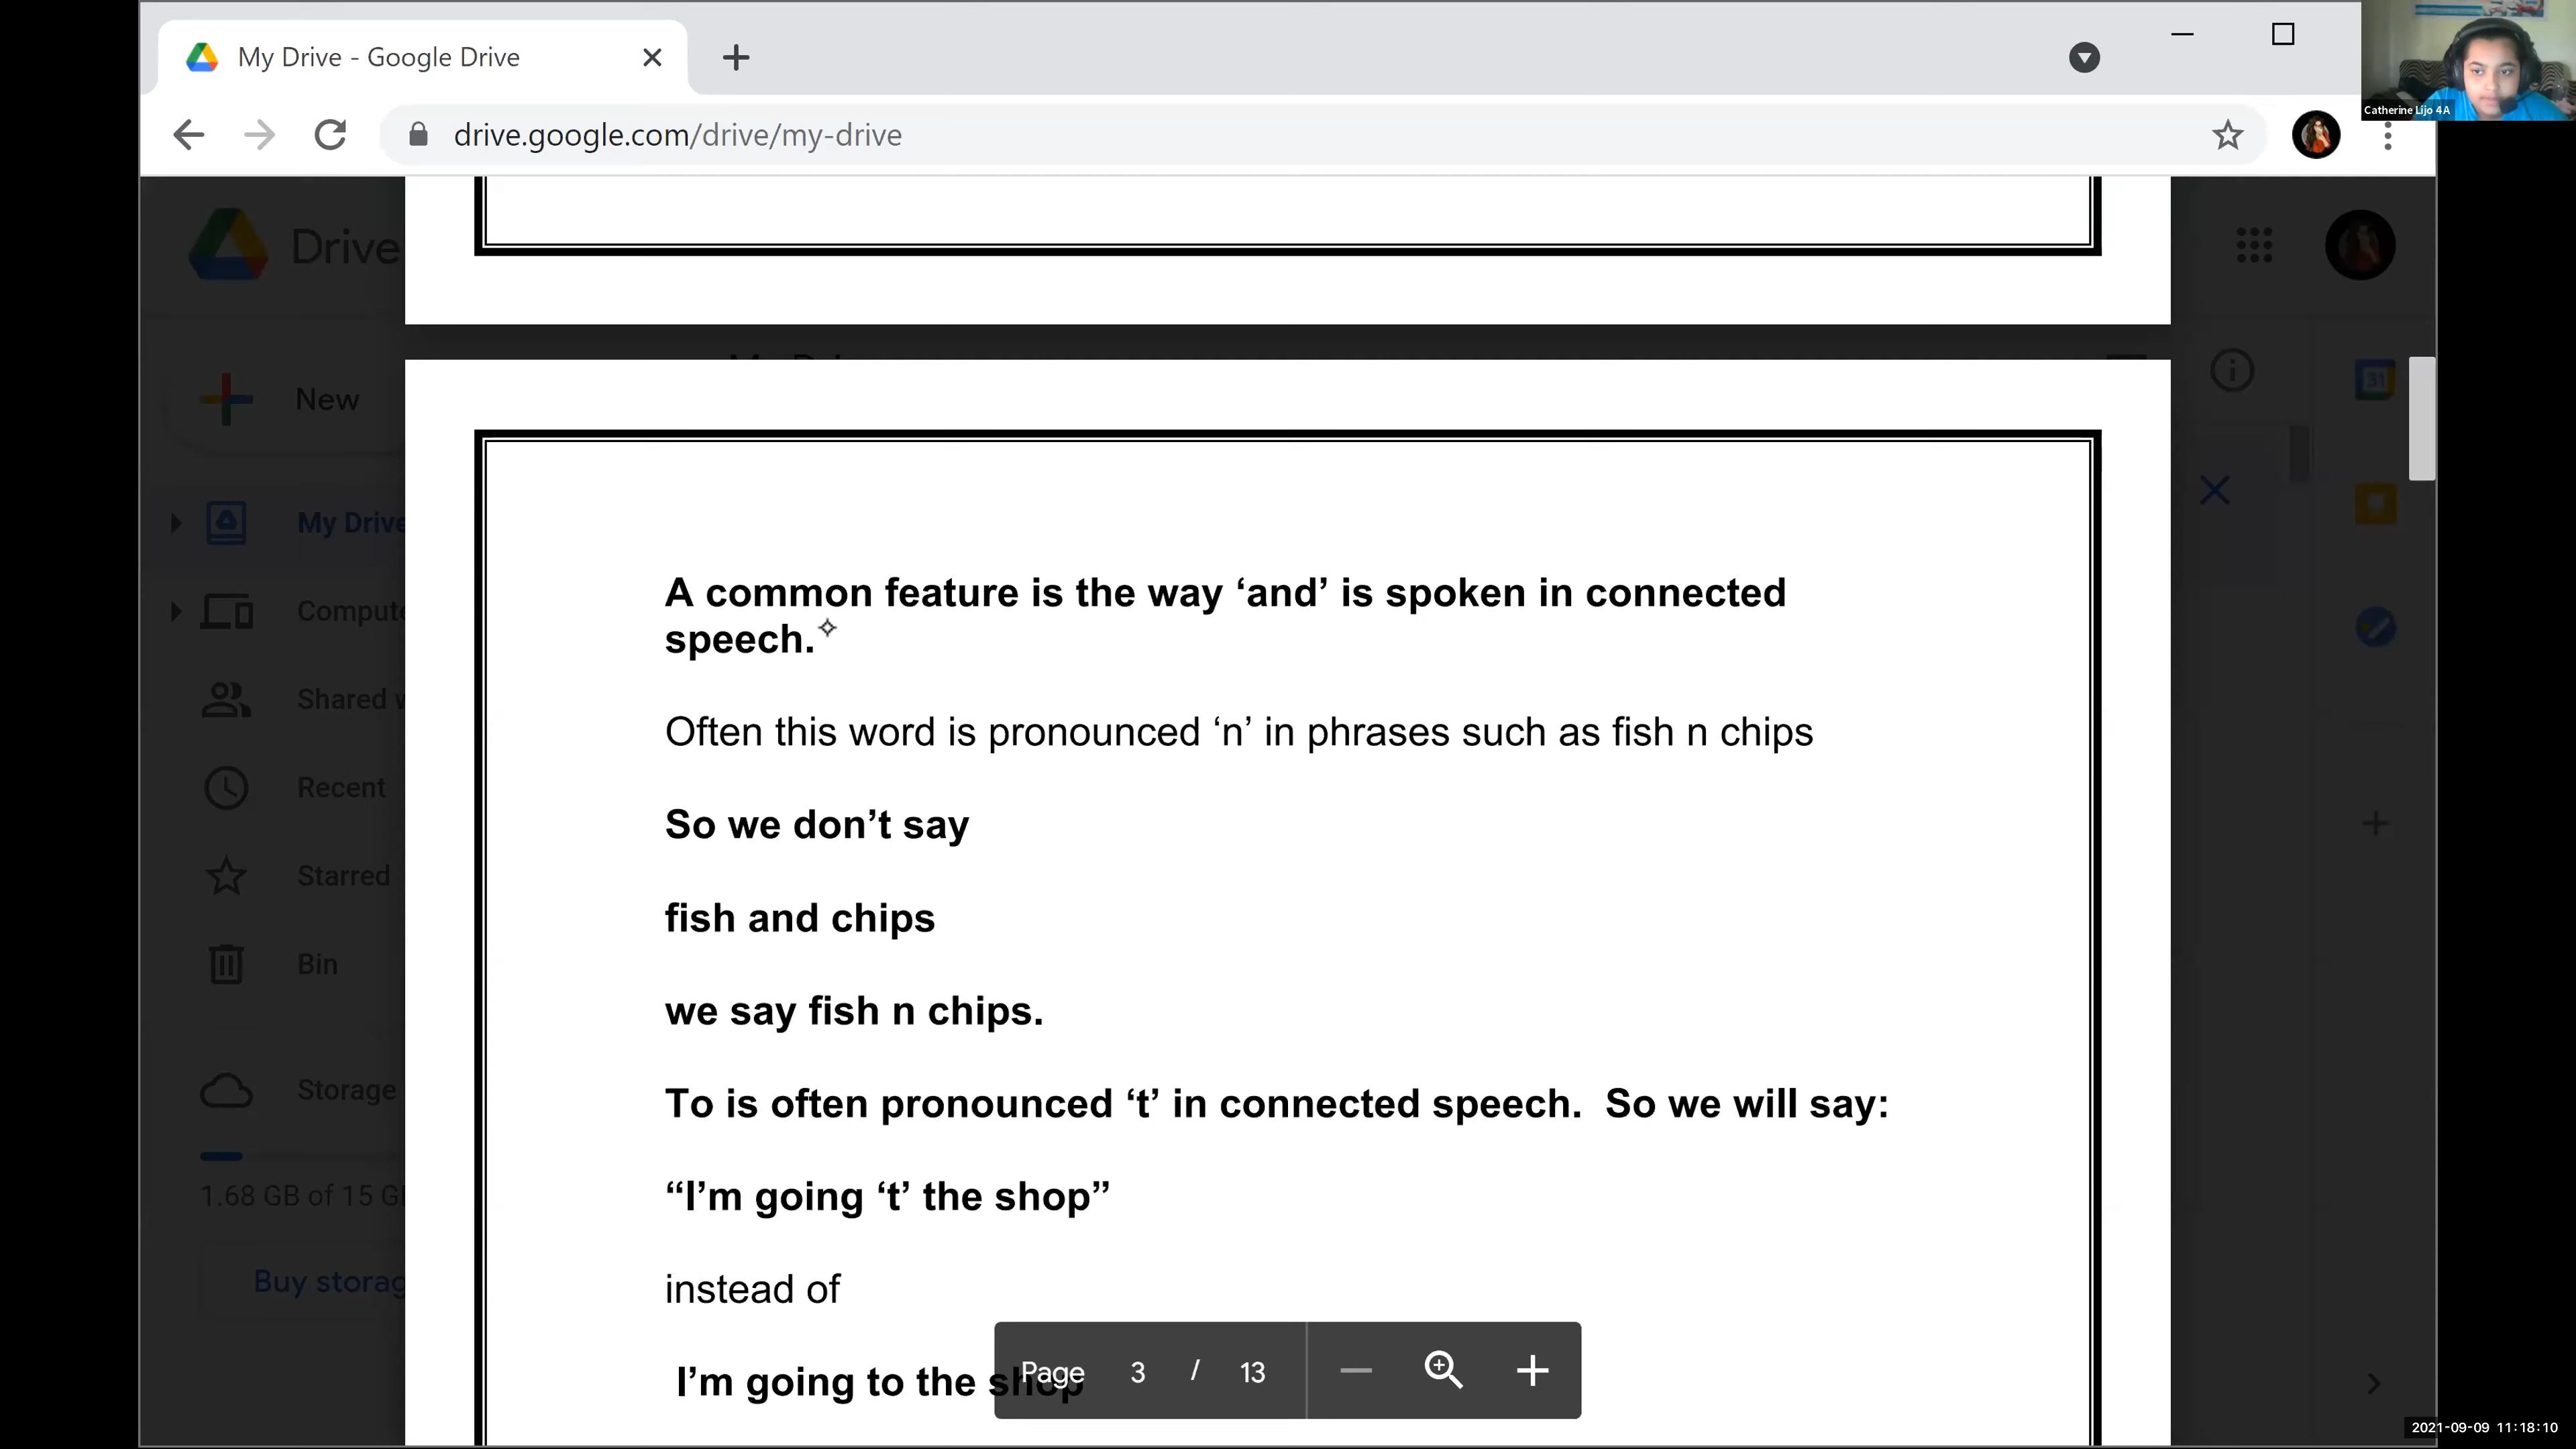 My Drive - Google Drive
drive.google.com/drive/my-drive
Catherine Lijo 4A
Drive
New
My Drive
Compute
Shared w
Recent
Starred
Bin
Storage
1.68 GB of 15 G
Buy storag
31
A common feature is the way ‘and’ is spoken in connected
speech.
Often this word is pronounced ‘n’ in phrases such as fish n chips
So we don’t say
fish and chips
we say fish n chips.
To is often pronounced ‘t’ in connected speech.  So we will say:
“I’m going ‘t’ the shop”
instead of
I’m going to the shop
Page 3 / 13
2021-09-09 11:18:10